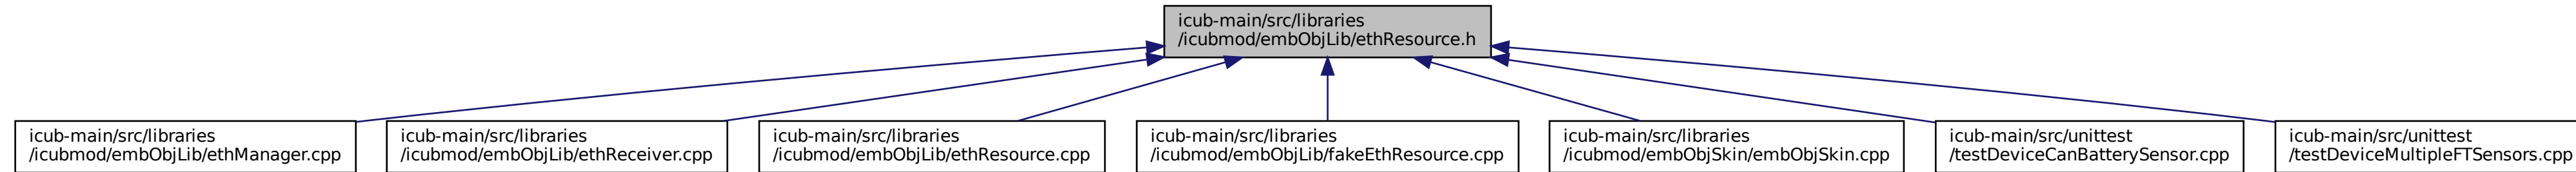 icub-main/src/libraries
/icubmod/embObjLib/ethResource.h
icub-main/src/libraries
/icubmod/embObjLib/ethManager.cpp
icub-main/src/libraries
/icubmod/embObjLib/ethReceiver.cpp
icub-main/src/libraries
/icubmod/embObjLib/ethResource.cpp
icub-main/src/libraries
/icubmod/embObjLib/fakeEthResource.cpp
icub-main/src/libraries
/icubmod/embObjSkin/embObjSkin.cpp
icub-main/src/unittest
/testDeviceCanBatterySensor.cpp
icub-main/src/unittest
/testDeviceMultipleFTSensors.cpp